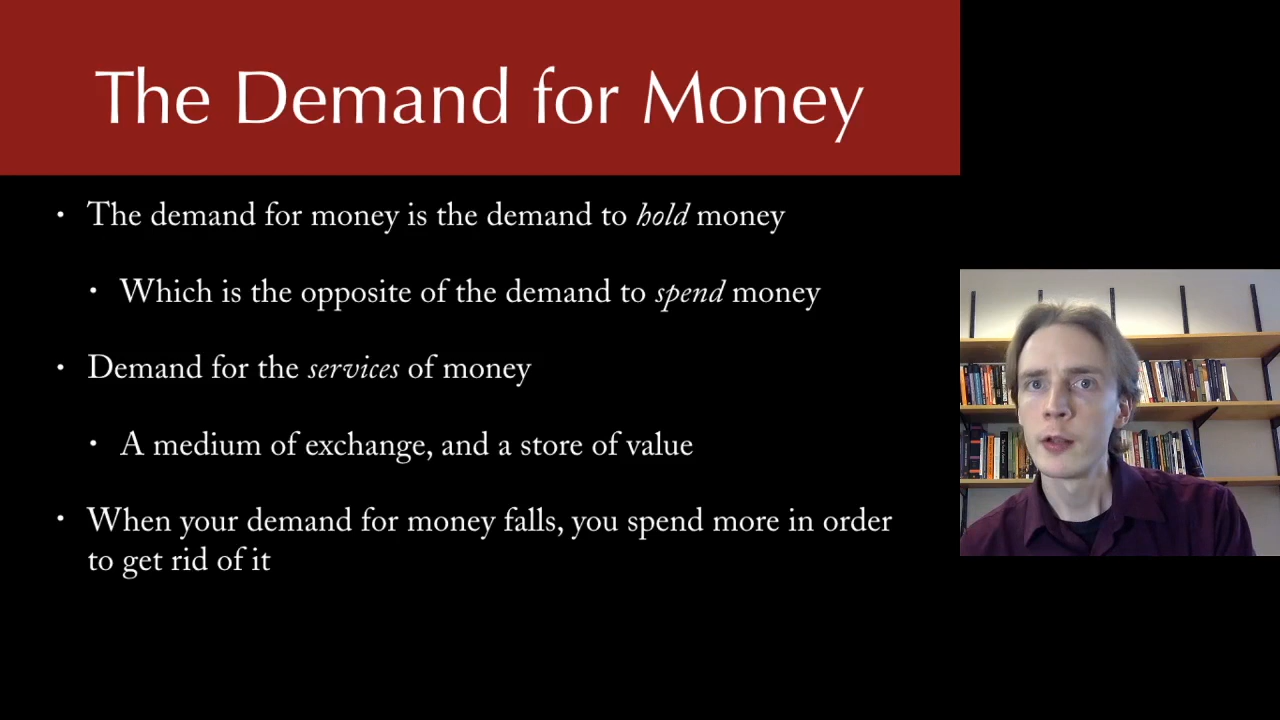 The Demand for Money
• The demand for money is the demand to hold money
• Which is the opposite of the demand to spend money
• Demand for the services of money
• A medium of exchange, and a store of value
• When your demand for money falls, you spend more in order
to get rid of it